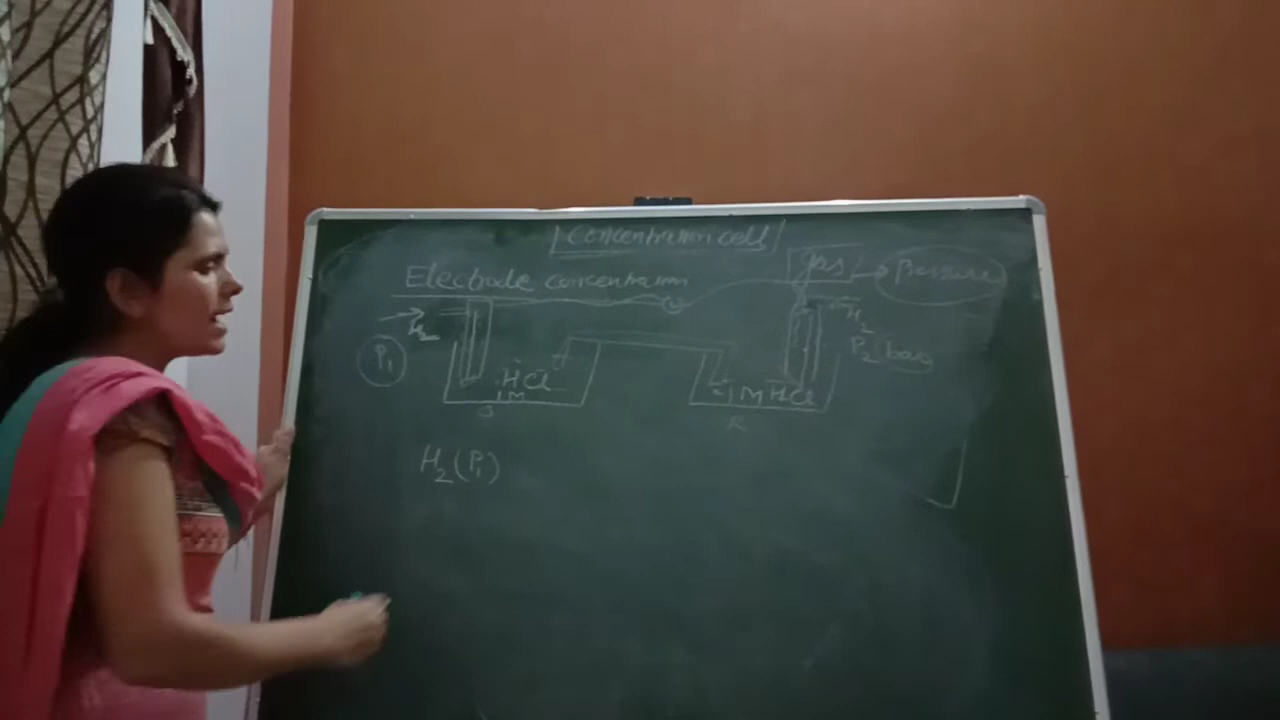 Concentration cell
Electrode concentration
gas → Pressure
H2
P1
H2
P2 (bar)
HCl
1M
1M HCl
R
H2(P1)